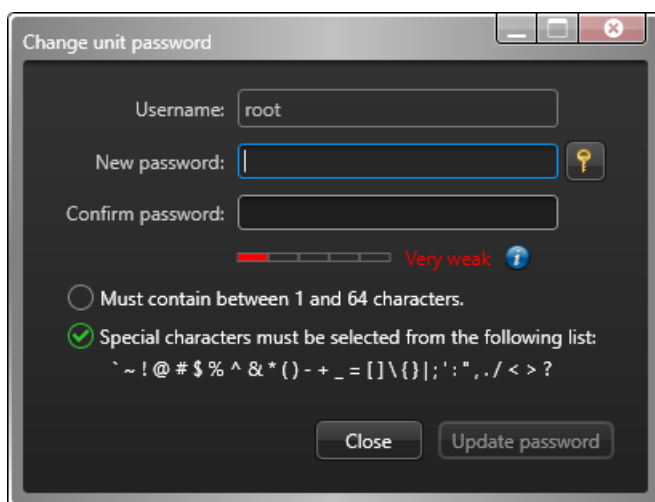 Change unit password
Username: root
New password:
Confirm password:
Very weak
Must contain between 1 and 64 characters.
Special characters must be selected from the following list:
` ~ ! @ # $ % ^ & * ( ) - + _ = [ ] \ { } | ; ' : " , . / < > ?
Close Update password